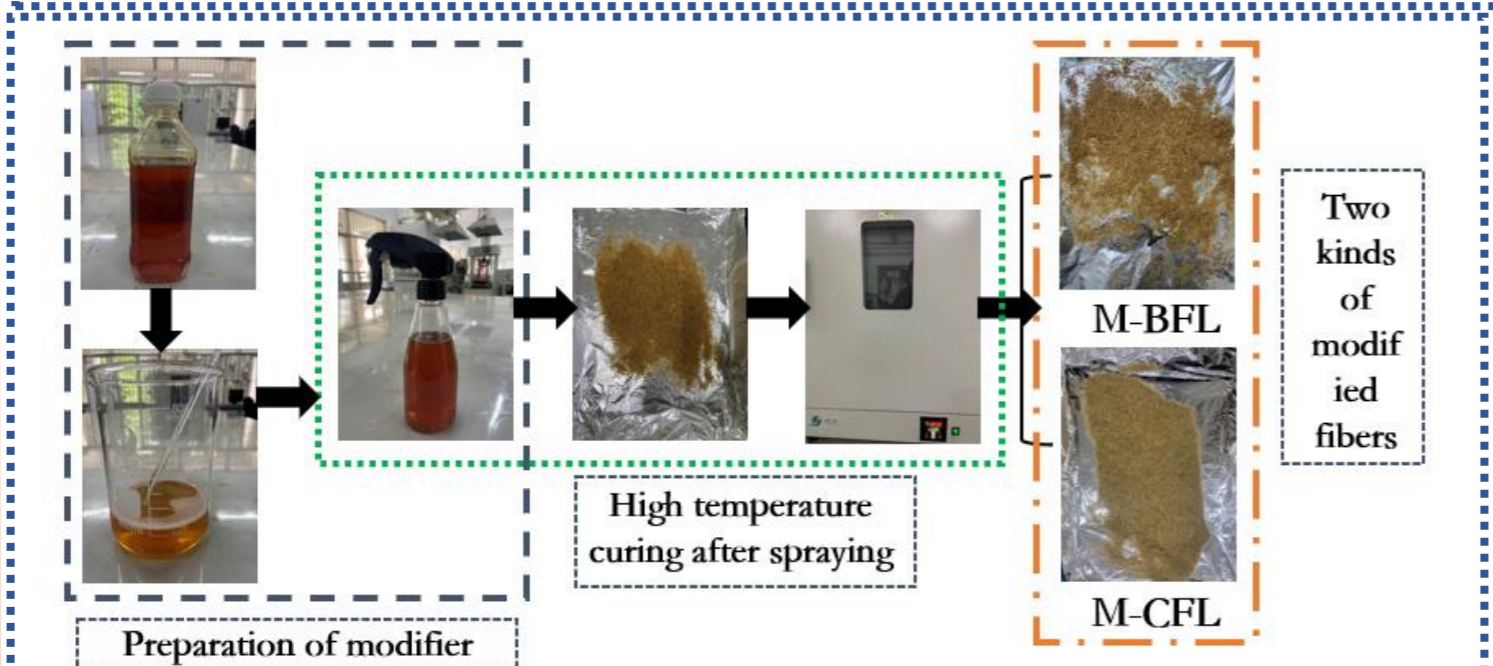 M-BFL
M-CFL
Two
kinds
of
modif
ied
fibers
High temperature
curing after spraying
Preparation of modifier